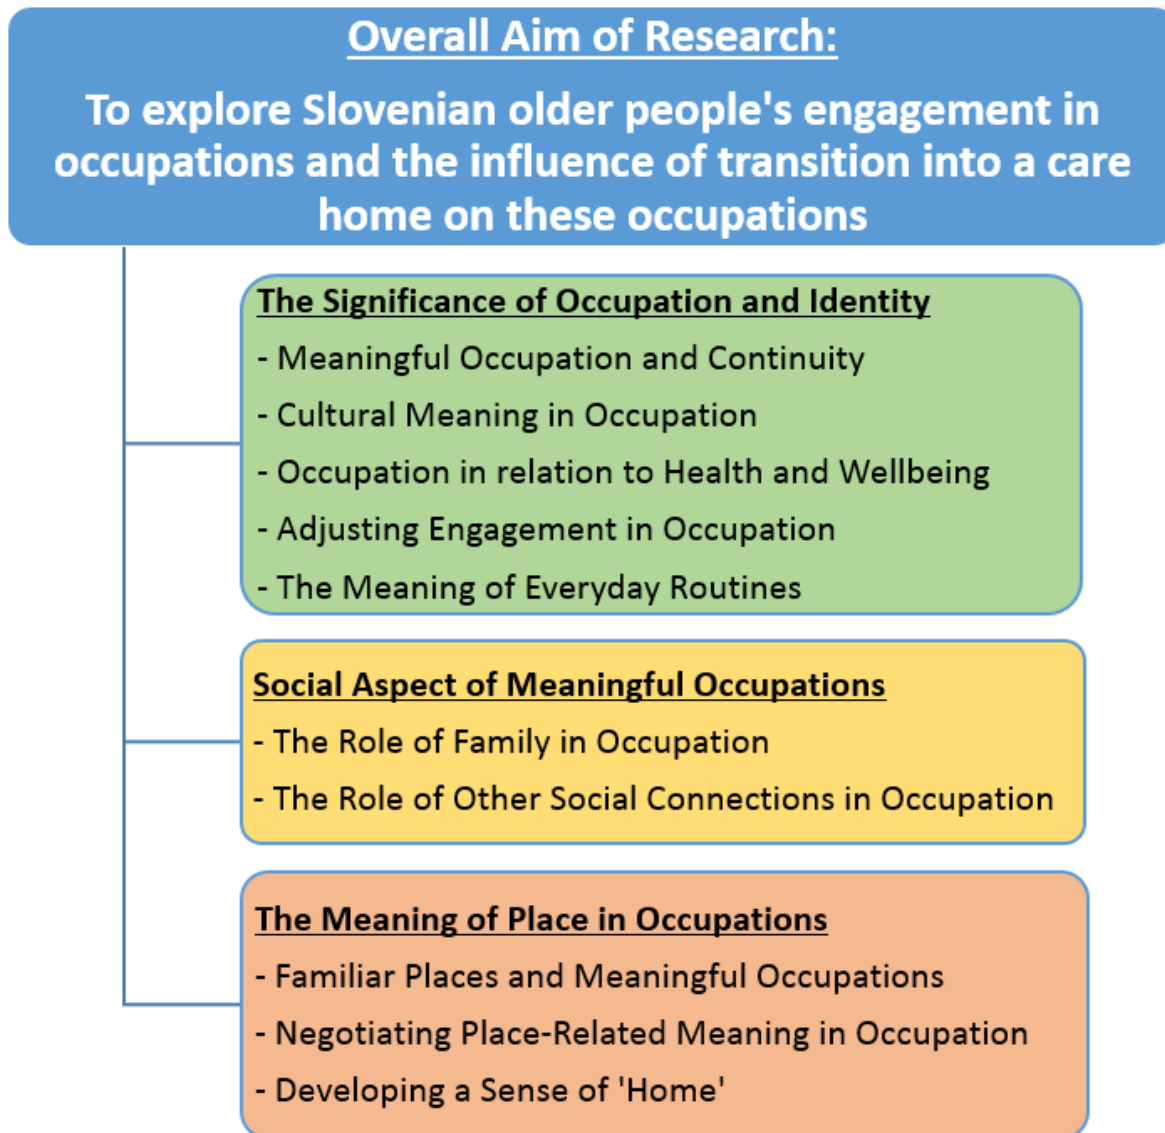 Overall Aim of Research:
To explore Slovenian older people's engagement in
occupations and the influence of transition into a care
home on these occupations
The Significance of Occupation and Identity
- Meaningful Occupation and Continuity
- Cultural Meaning in Occupation
- Occupation in relation to Health and Wellbeing
- Adjusting Engagement in Occupation
- The Meaning of Everyday Routines
Social Aspect of Meaningful Occupations
- The Role of Family in Occupation
- The Role of Other Social Connections in Occupation
The Meaning of Place in Occupations
- Familiar Places and Meaningful Occupations
- Negotiating Place-Related Meaning in Occupation
- Developing a Sense of 'Home'